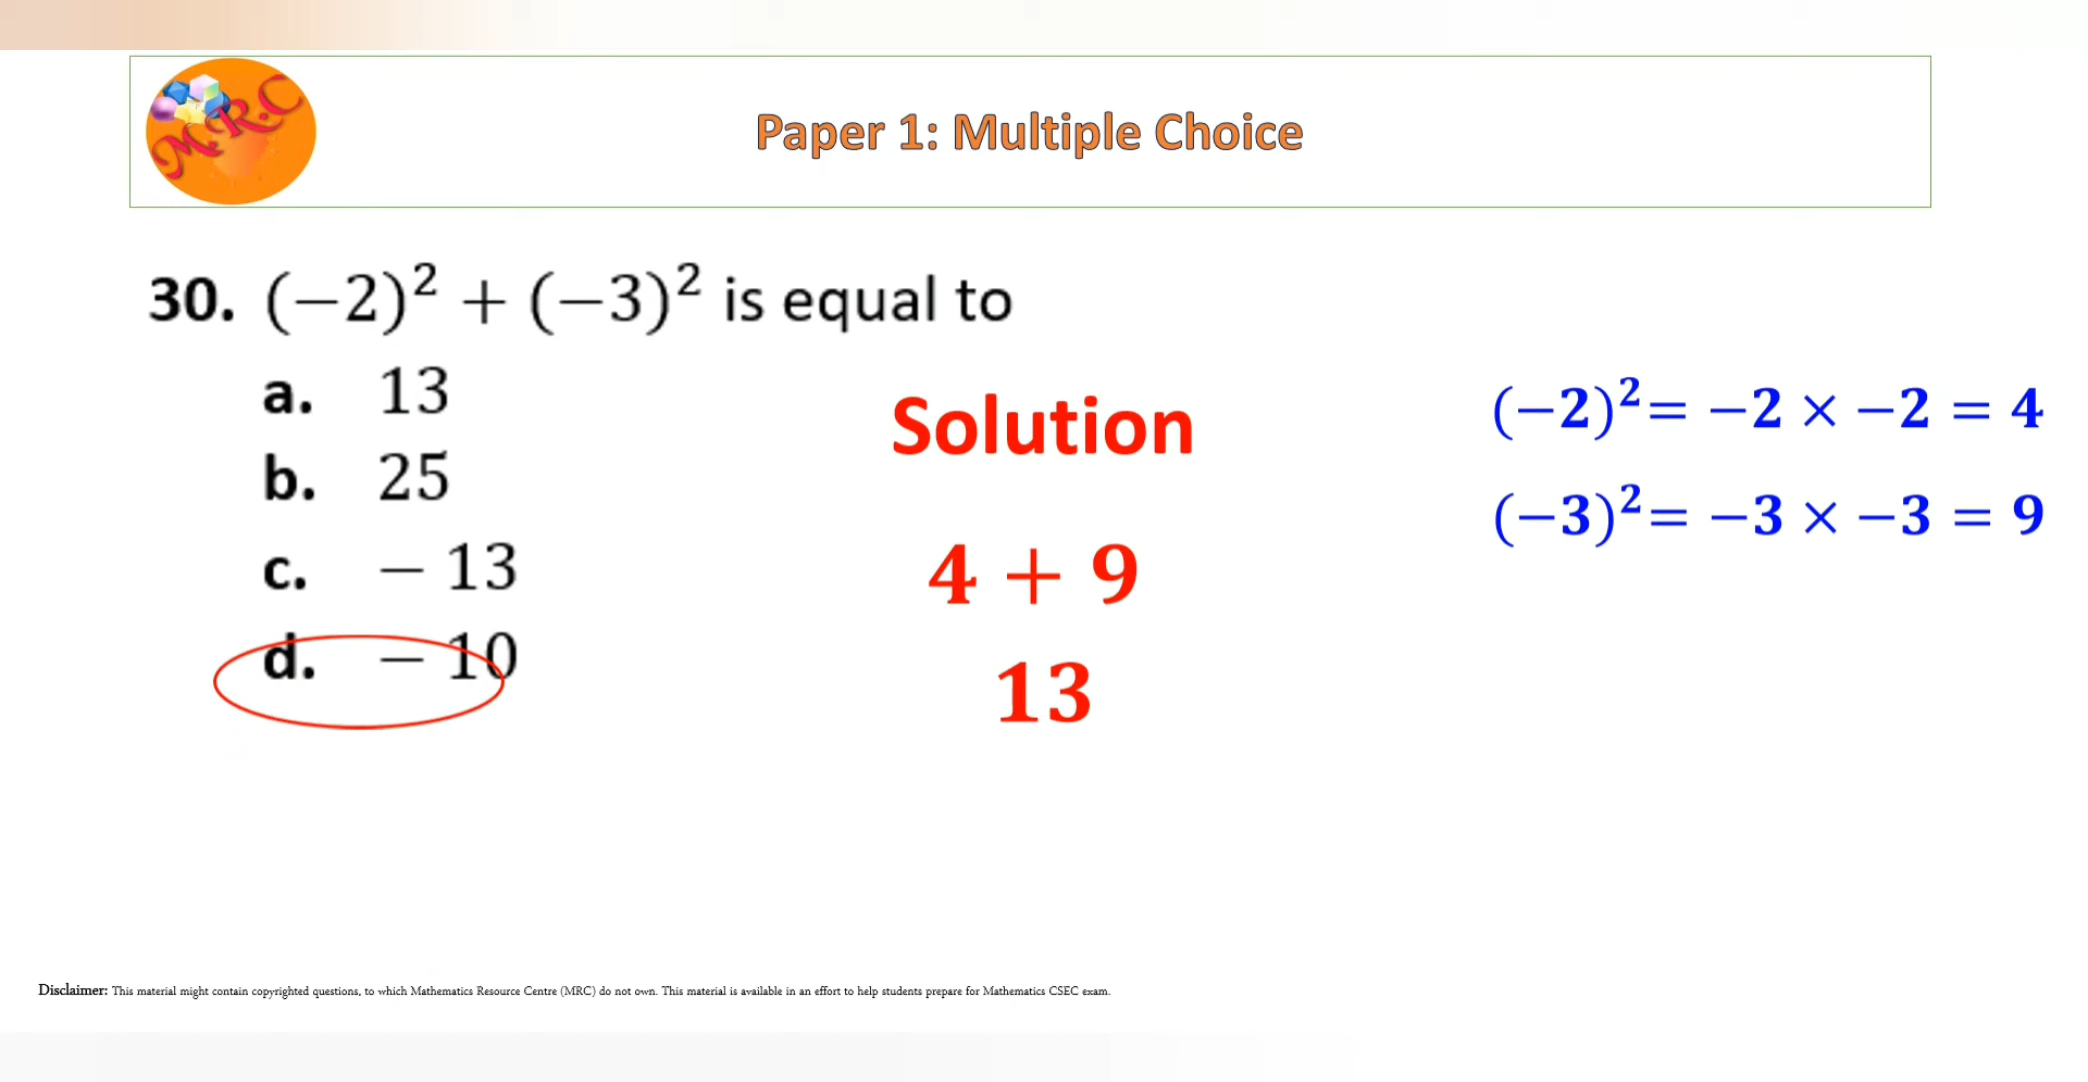 M.R.C
Paper 1: Multiple Choice
30. (−2)² + (−3)² is equal to
a. 13
b. 25
c. − 13
d. − 10
Solution
4 + 9
13
(−2)²= −2 × −2 = 4
(−3)²= −3 × −3 = 9
Disclaimer: This material might contain copyrighted questions, to which Mathematics Resource Centre (MRC) do not own. This material is available in an effort to help students prepare for Mathematics CSEC exam.